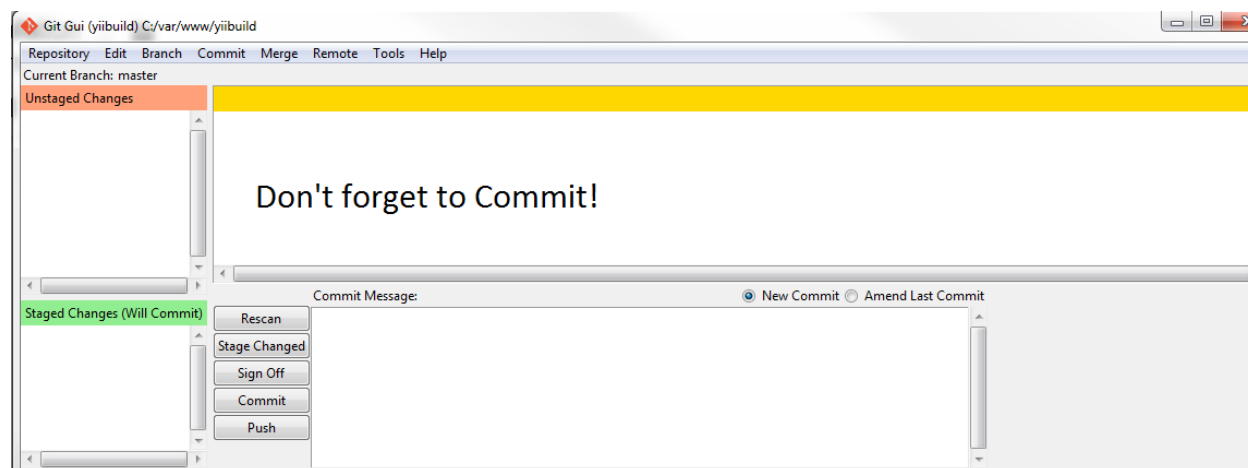 Git Gui (yiibuild) C:/var/www/yiibuild
Repository Edit Branch Commit Merge Remote Tools Help
Current Branch: master
Unstaged Changes
Don't forget to Commit!
Commit Message:
New Commit Amend Last Commit
Staged Changes (Will Commit)
Rescan
Stage Changed
Sign Off
Commit
Push